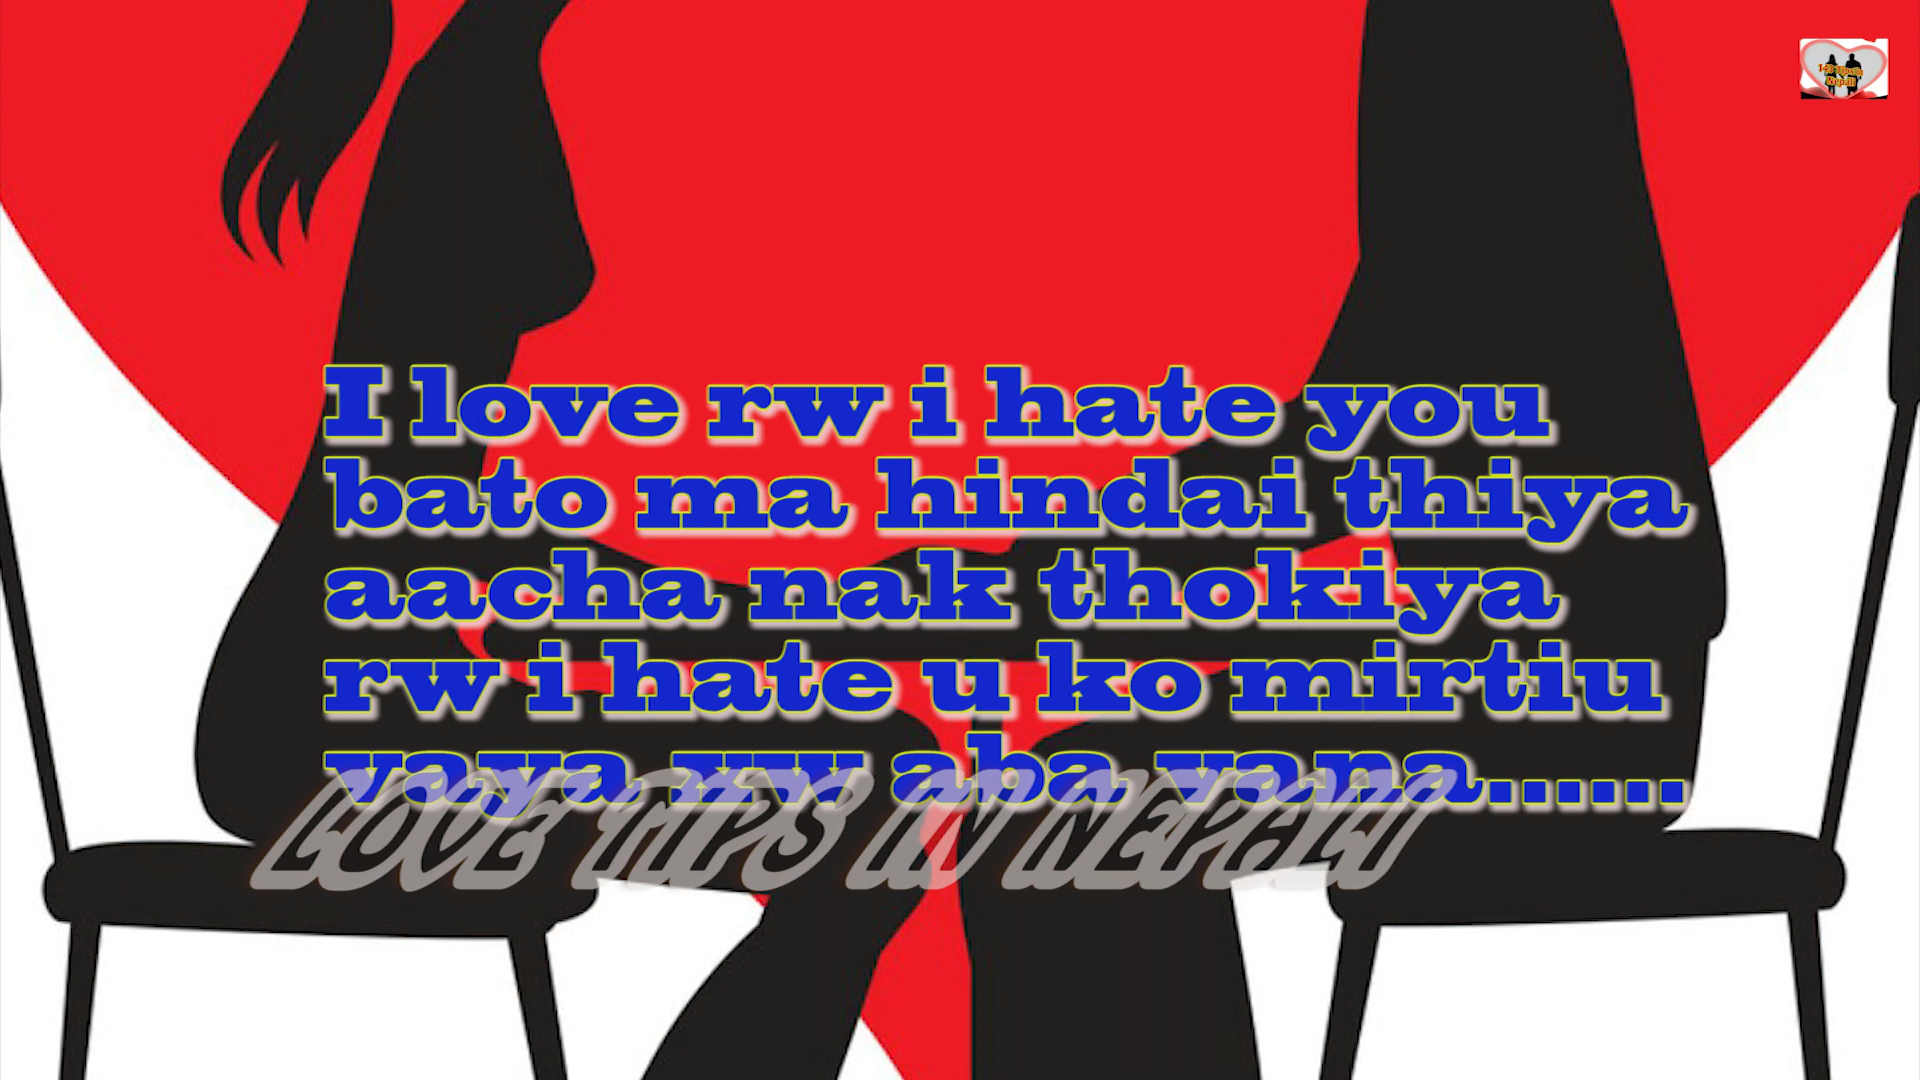 I love rw i hate you
bato ma hindai thiya
aacha nak thokiya
rw i hate u ko mirtiu
vaya xw aba vana......
LOVE TIPS IN NEPALI